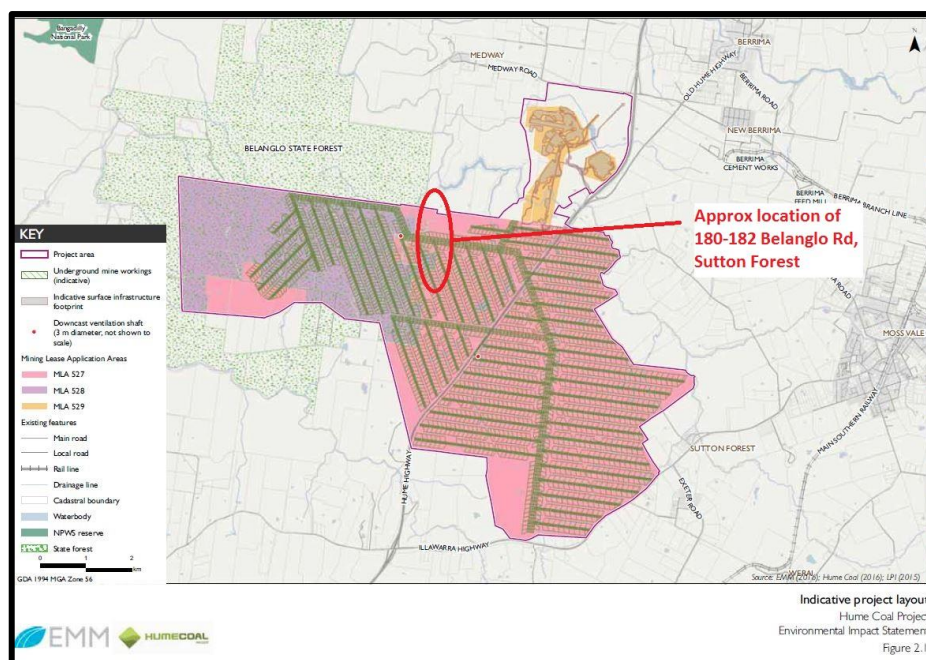 Bangadilly
National Park
MEDWAY
MEDWAY ROAD
BERRIMA
OLD HUME HIGHWAY
BERRIMA ROAD
NEW BERRIMA
BERRIMA
CEMENT WORKS
BELANGLO STATE FOREST
BERRIMA
FEED MILL
BERRIMA BRANCH LINE
Approx location of
180-182 Belanglo Rd,
Sutton Forest
MOSS VALE
MAIN SOUTHERN RAILWAY
SUTTON FOREST
EXETER ROAD
HUME HIGHWAY
ILLAWARRA HIGHWAY
KEY
Project area
Underground mine workings
(indicative)
Indicative surface infrastructure
footprint
Downcast ventilation shaft
(3 m diameter, not shown to
scale)
Mining Lease Application Areas
MLA 527
MLA 528
MLA 529
Existing features
Main road
Local road
Rail line
Drainage line
Cadastral boundary
Waterbody
NPWS reserve
State forest
0 1 2
km
GDA 1994 MGA Zone 56
Source: EMM (2016); Hume Coal (2016); LPI (2015)
Indicative project layout
Hume Coal Project
Environmental Impact Statement
Figure 2.1
EMM
HUMECOAL